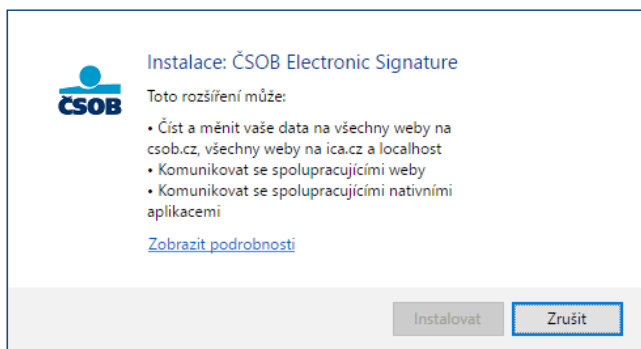 Instalace: ČSOB Electronic Signature
ČSOB
Toto rozšíření může:
• Číst a měnit vaše data na všechny weby na
csob.cz, všechny weby na ica.cz a localhost
• Komunikovat se spolupracujícími weby
• Komunikovat se spolupracujícími nativními
aplikacemi
Zobrazit podrobnosti
Instalovat
Zrušit